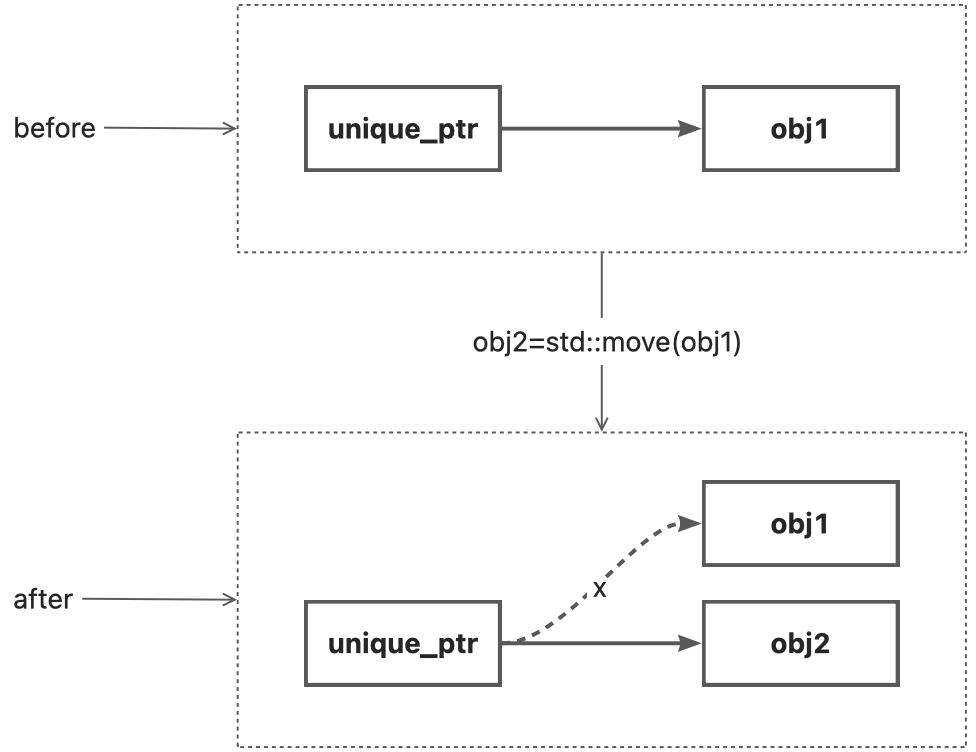 before
unique_ptr
obj1
obj2=std::move(obj1)
after
obj1
x
unique_ptr
obj2